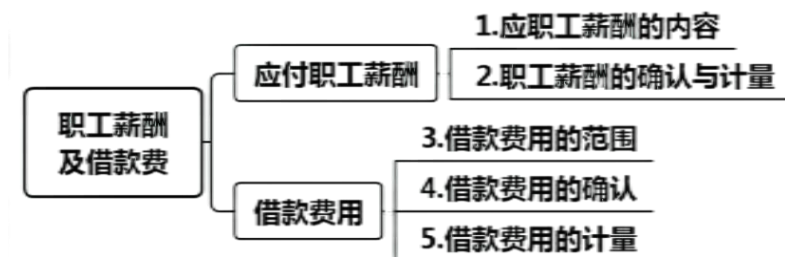 职工薪酬
及借款费
应付职工薪酬
1.应职工薪酬的内容
2.职工薪酬的确认与计量
借款费用
3.借款费用的范围
4.借款费用的确认
5.借款费用的计量